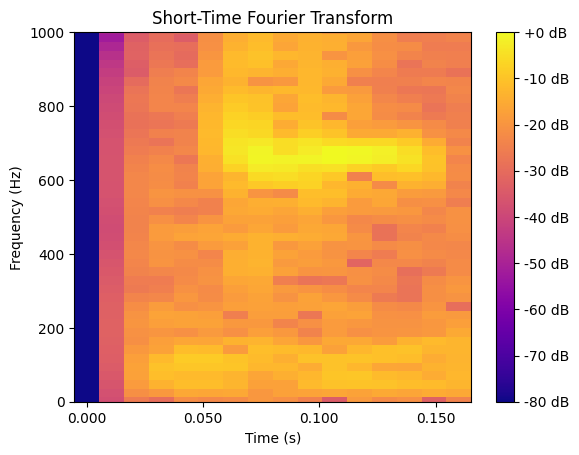 Short-Time Fourier Transform
Frequency (Hz)
1000
800
600
400
200
0
0.000
0.050
0.100
0.150
Time (s)
+0 dB
-10 dB
-20 dB
-30 dB
-40 dB
-50 dB
-60 dB
-70 dB
-80 dB